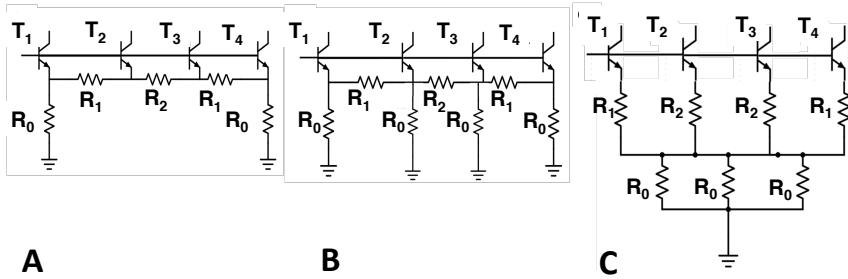 T1 T2 T3 T4
R1 R2 R1
R0 R0
A
T1 T2 T3 T4
R1 R2 R1
R0 R0 R0 R0
B
T1 T2 T3 T4
R1 R2 R2 R1
R0 R0 R0
C